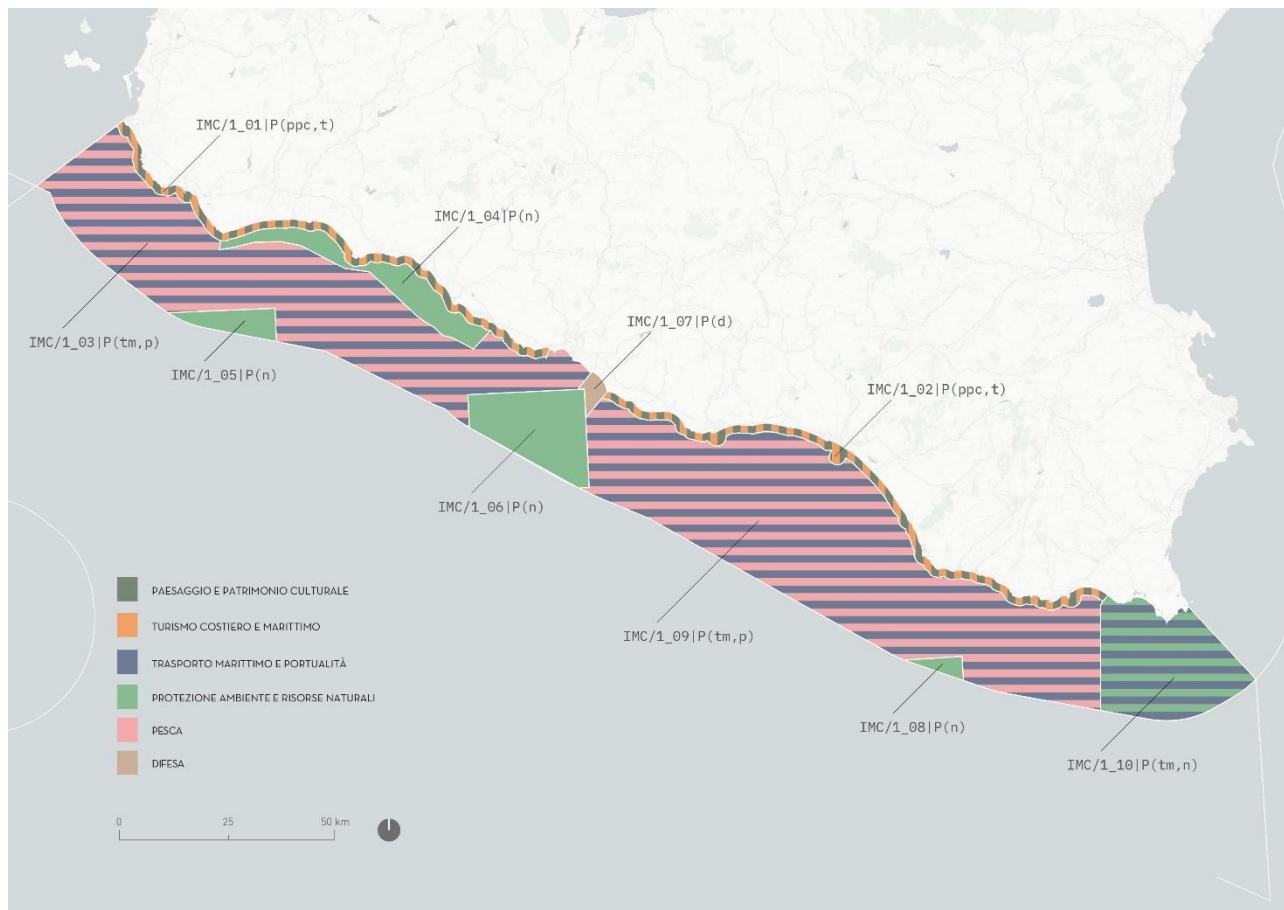 IMC/1_01|P(ppc,t)
IMC/1_04|P(n)
IMC/1_07|P(d)
IMC/1_03|P(tm,p)
IMC/1_05|P(n)
IMC/1_02|P(ppc,t)
IMC/1_06|P(n)
IMC/1_09|P(tm,p)
IMC/1_08|P(n)
IMC/1_10|P(tm,n)
PAESAGGIO E PATRIMONIO CULTURALE
TURISMO COSTIERO E MARITTIMO
TRASPORTO MARITTIMO E PORTUALITÀ
PROTEZIONE AMBIENTE E RISORSE NATURALI
PESCA
DIFESA
0 25 50 km